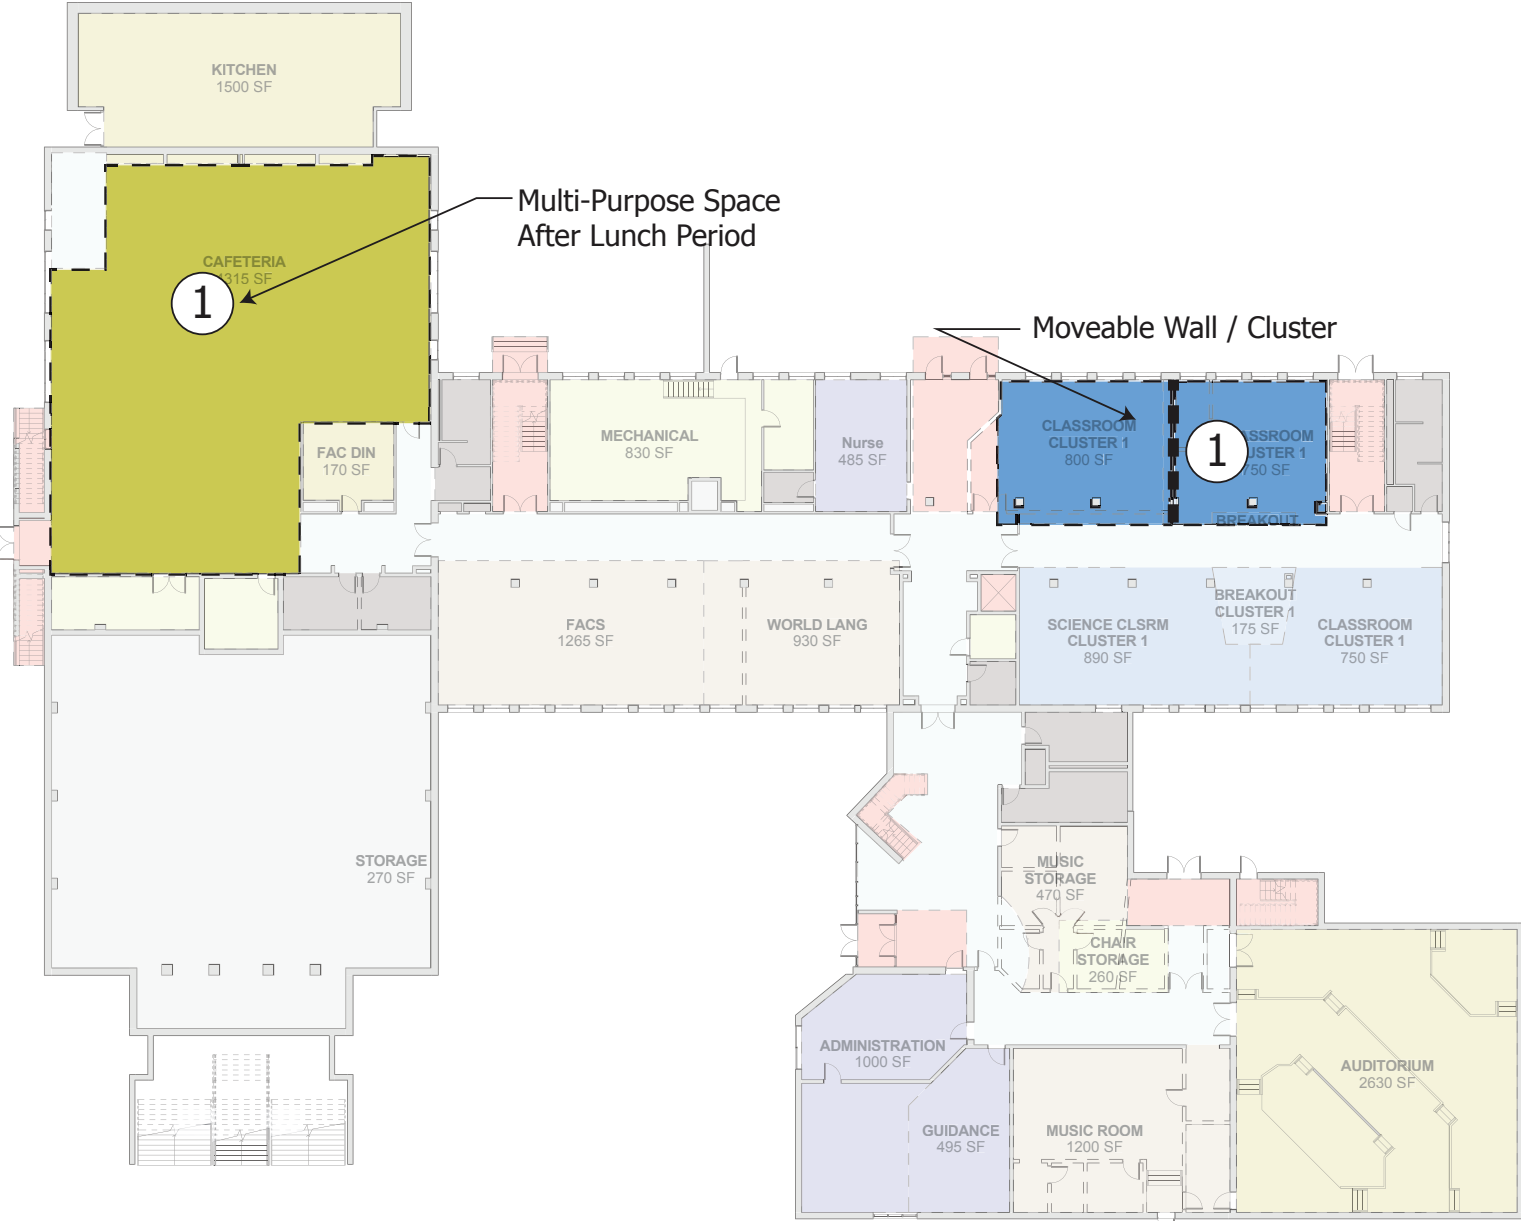 KITCHEN
1500 SF
Multi-Purpose Space
After Lunch Period
CAFETERIA
315 SF
1
Moveable Wall / Cluster
FAC DIN
170 SF
MECHANICAL
830 SF
Nurse
485 SF
CLASSROOM
CLUSTER 1
800 SF
ASSROOM
USTER 1
750 SF
1
BREAKOUT
FACS
1265 SF
WORLD LANG
930 SF
SCIENCE CLSRM
CLUSTER 1
890 SF
BREAKOUT
CLUSTER 1
175 SF
CLASSROOM
CLUSTER 1
750 SF
STORAGE
270 SF
MUSIC
STORAGE
470 SF
CHAIR
STORAGE
260 SF
ADMINISTRATION
1000 SF
GUIDANCE
495 SF
MUSIC ROOM
1200 SF
AUDITORIUM
2630 SF